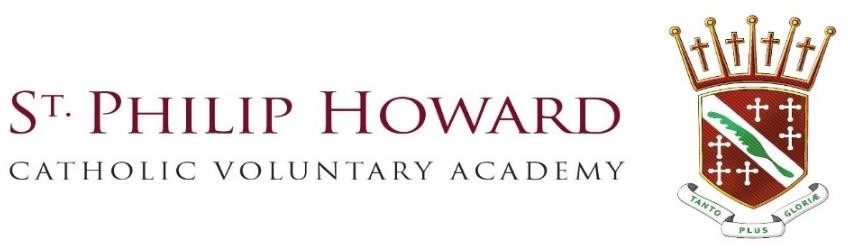 ST. PHILIP HOWARD
CATHOLIC VOLUNTARY ACADEMY
TANTO PLUS GLORIÆ